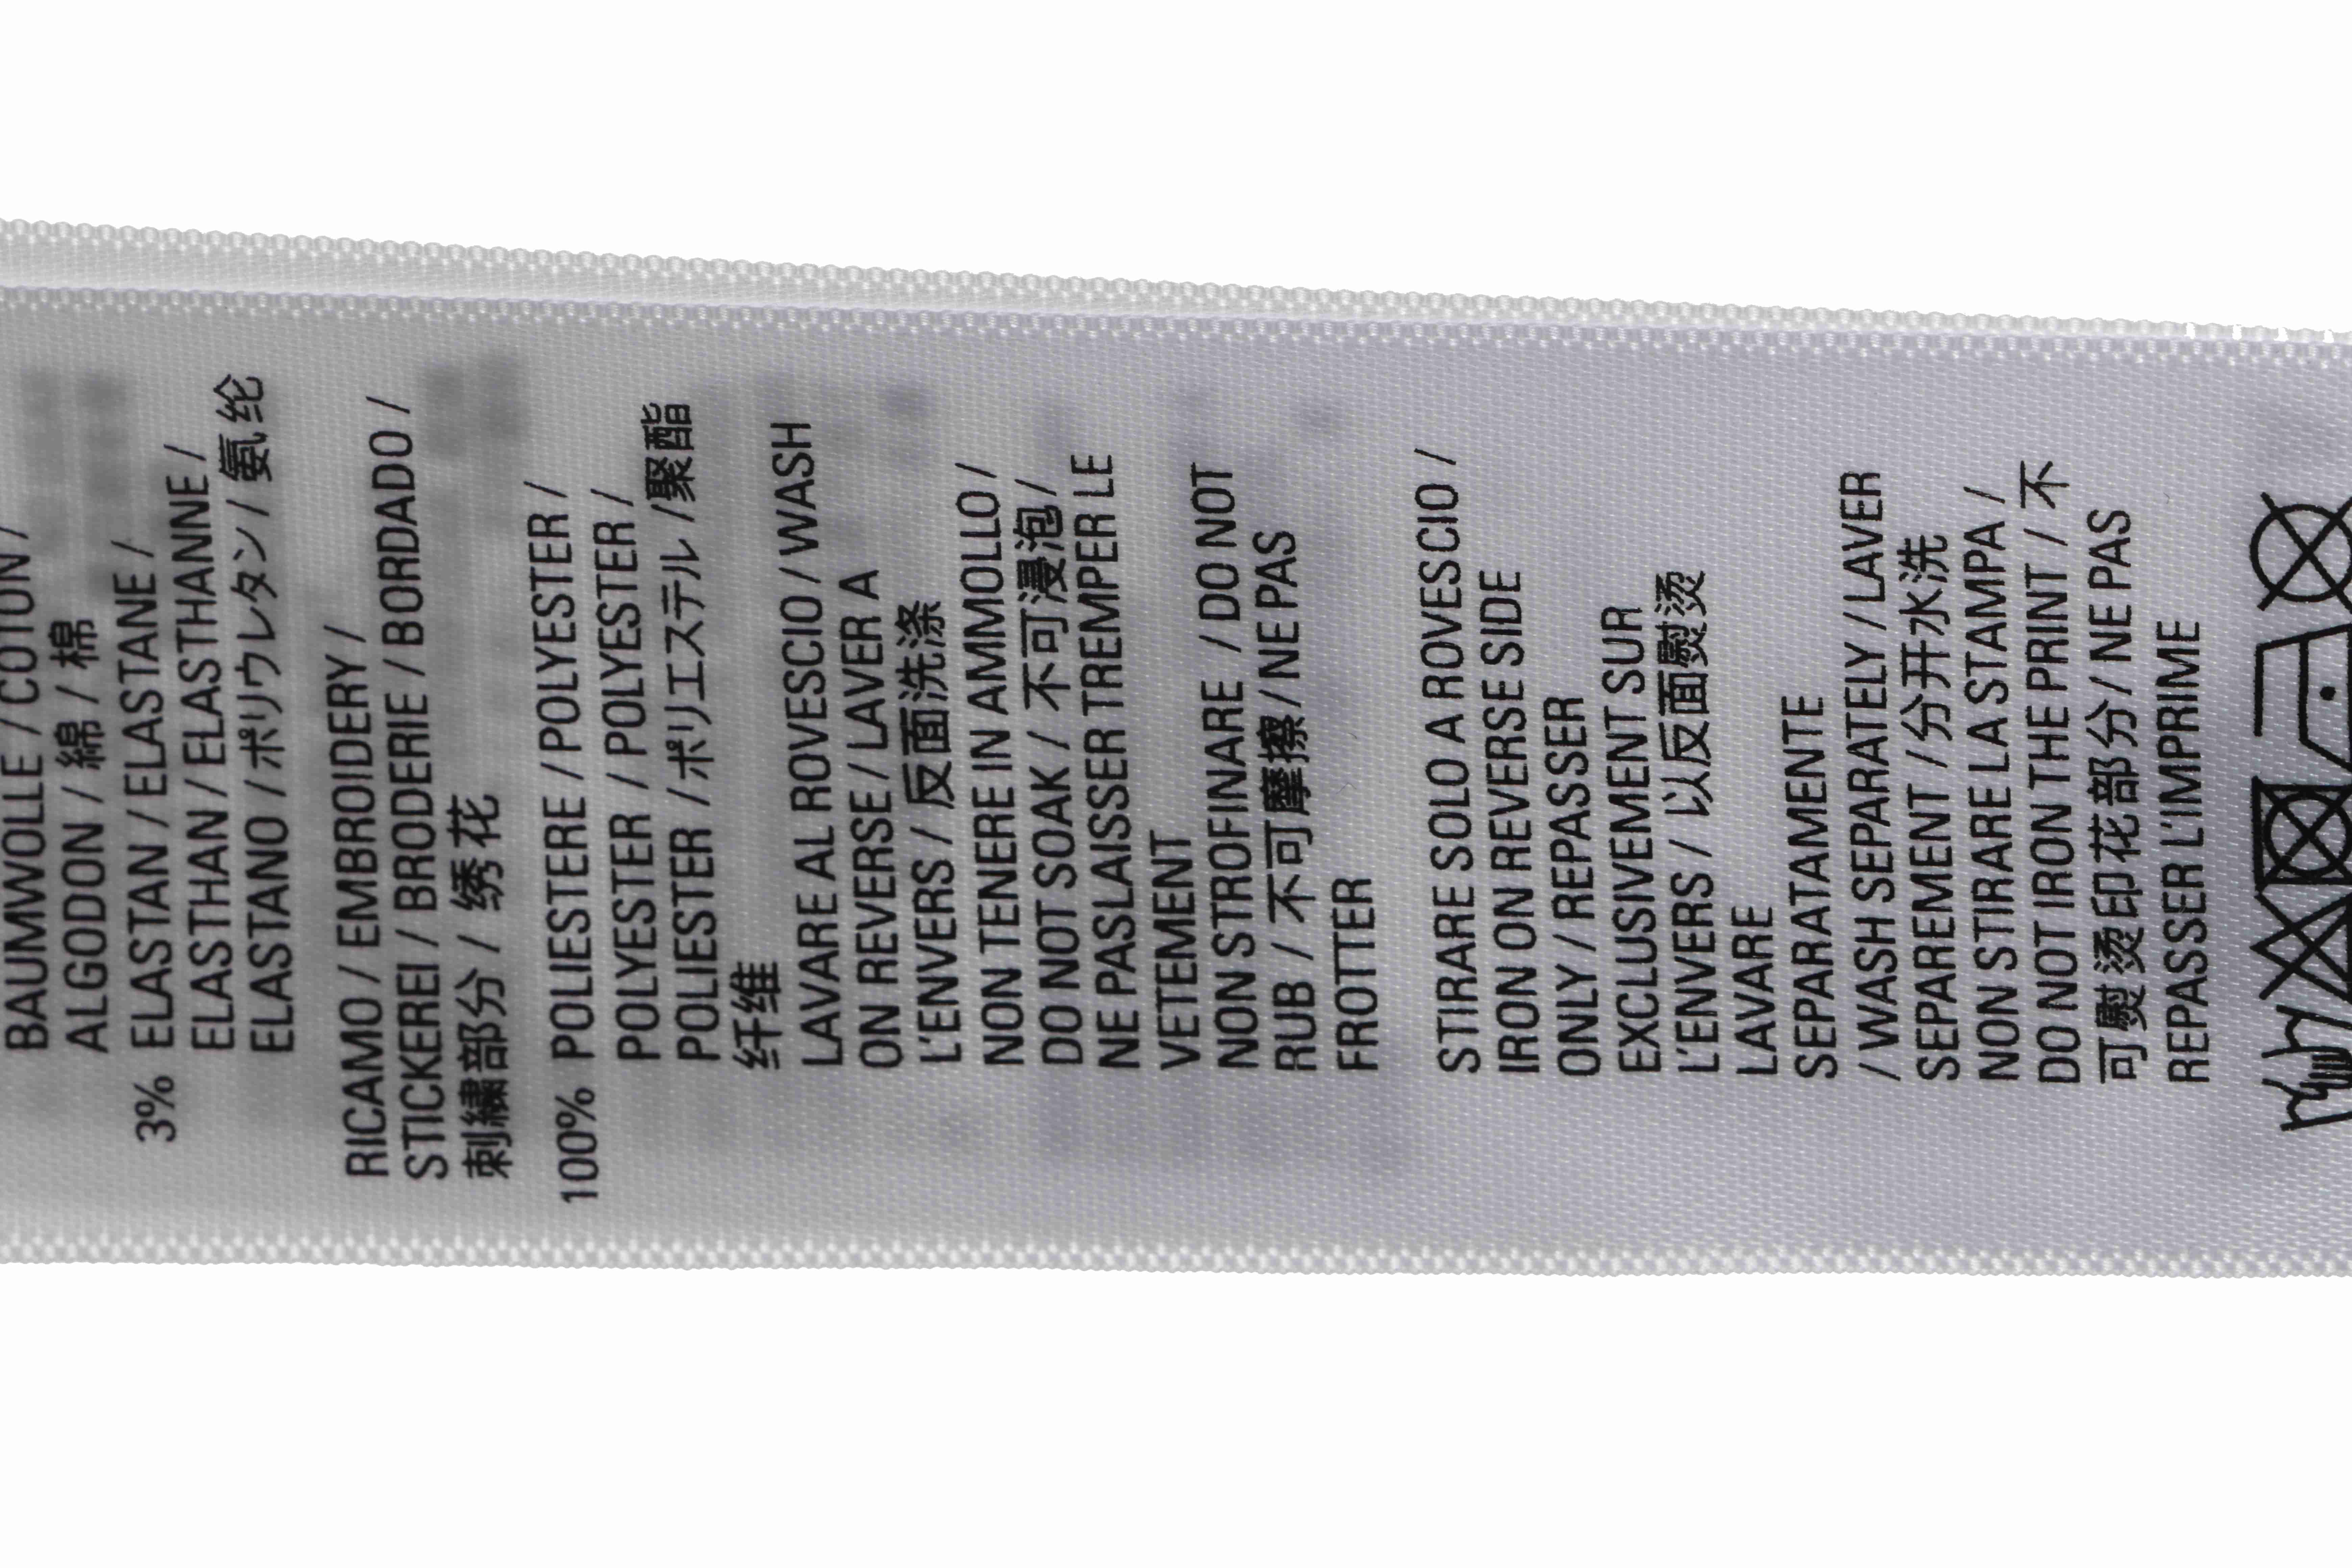 BAUMWOLLE / COTON /
ALGODON / 綿 / 棉
3% ELASTAN / ELASTANE /
ELASTHAN / ELASTHANNE /
ELASTANO / ポリウレタン / 氨纶
RICAMO / EMBROIDERY /
STICKEREI / BRODERIE / BORDADO /
刺繍部分 / 绣花
100% POLIESTERE / POLYESTER /
POLYESTER / POLYESTER /
POLIESTER / ポリエステル / 聚酯
纤维
LAVARE AL ROVESCIO / WASH
ON REVERSE / LAVER A
L'ENVERS / 反面洗涤
NON TENERE IN AMMOLLO /
DO NOT SOAK / 不可浸泡 /
NE PAS LAISSER TREMPER LE
VETEMENT
NON STROFINARE / DO NOT
RUB / 不可摩擦 / NE PAS
FROTTER
STIRARE SOLO A ROVESCIO /
IRON ON REVERSE SIDE
ONLY / REPASSER
EXCLUSIVEMENT SUR
L'ENVERS / 以反面熨烫
LAVARE
SEPARATAMENTE
/ WASH SEPARATELY / LAVER
SEPAREMENT / 分开水洗
NON STIRARE LA STAMPA /
DO NOT IRON THE PRINT / 不
可熨烫印花部分 / NE PAS
REPASSER L'IMPRIME